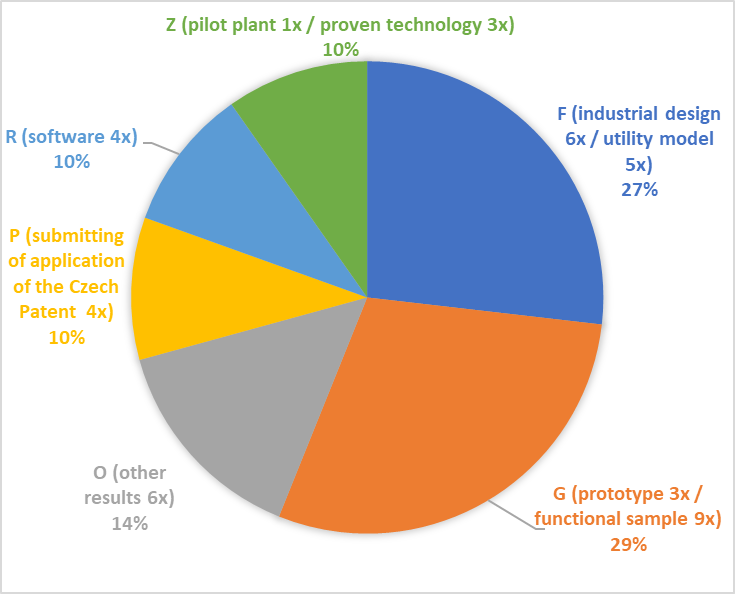 Z (pilot plant 1x / proven technology 3x)
10%
F (industrial design
6x / utility model
5x)
27%
R (software 4x)
10%
P (submitting
of application
of the Czech
Patent  4x)
10%
O (other
results 6x)
14%
G (prototype 3x /
functional sample 9x)
29%